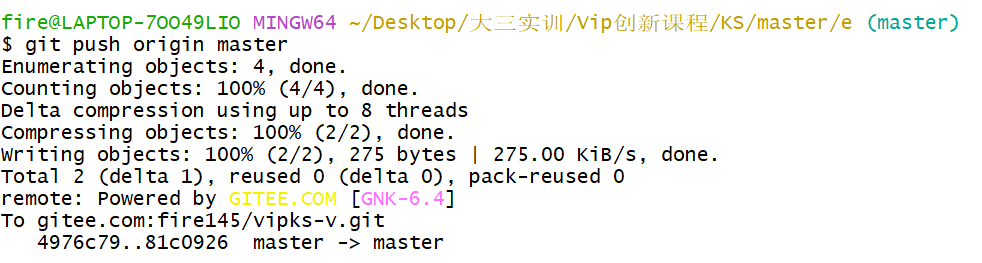 fire@LAPTOP-7OO49LIO MINGW64 ~/Desktop/大三实训/Vip创新课程/KS/master/e (master)
$ git push origin master
Enumerating objects: 4, done.
Counting objects: 100% (4/4), done.
Delta compression using up to 8 threads
Compressing objects: 100% (2/2), done.
Writing objects: 100% (2/2), 275 bytes | 275.00 KiB/s, done.
Total 2 (delta 1), reused 0 (delta 0), pack-reused 0
remote: Powered by GITEE.COM [GNK-6.4]
To gitee.com:fire145/vipks-v.git
   4976c79..81c0926  master -> master